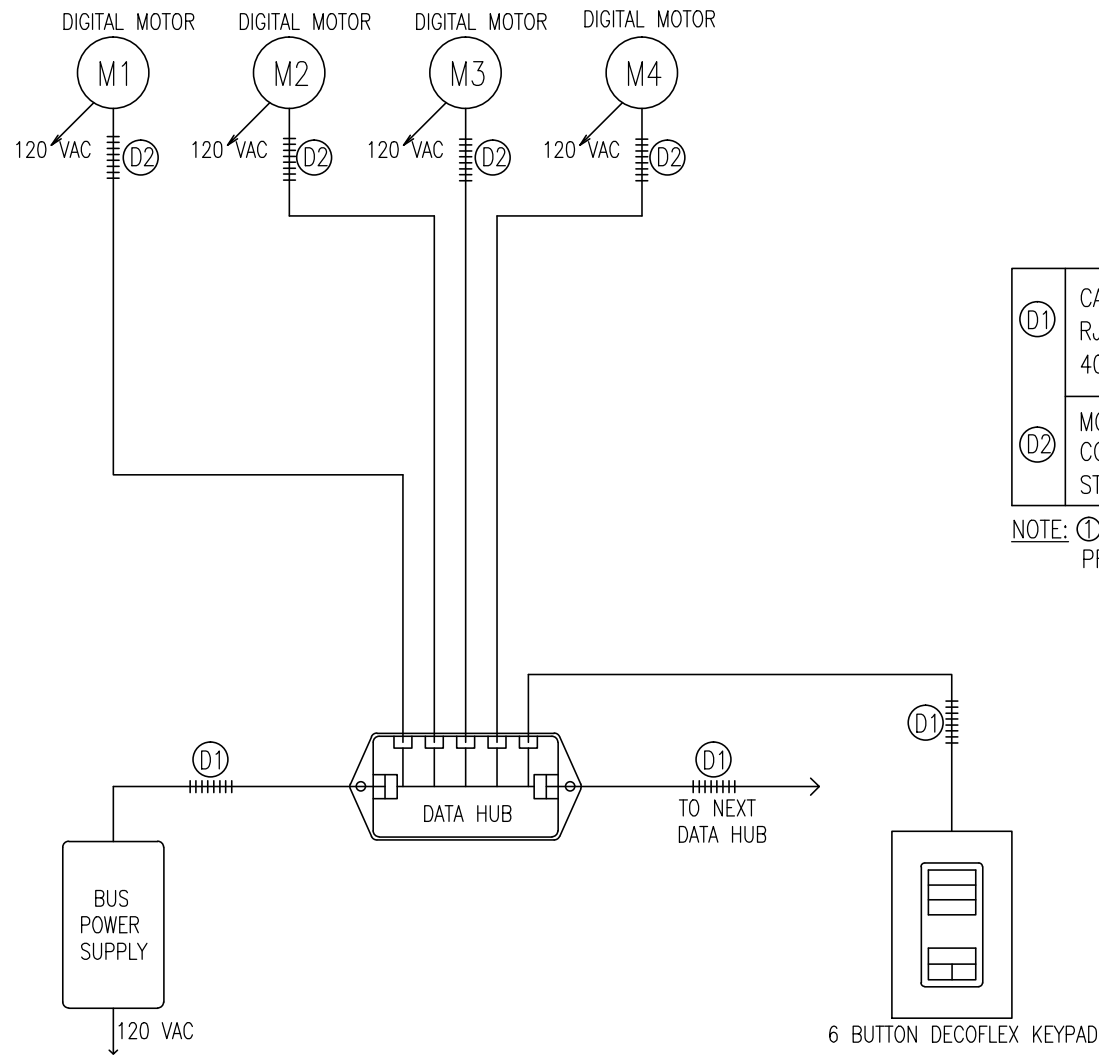 DIGITAL MOTOR
DIGITAL MOTOR
DIGITAL MOTOR
DIGITAL MOTOR
M1
M2
M3
M4
120 VAC
D2
120 VAC
D2
120 VAC
D2
120 VAC
D2
D1
D2
NOTE: 1
D1
D1
D1
DATA HUB
TO NEXT
DATA HUB
BUS
POWER
SUPPLY
120 VAC
6 BUTTON DECOFLEX KEYPAD